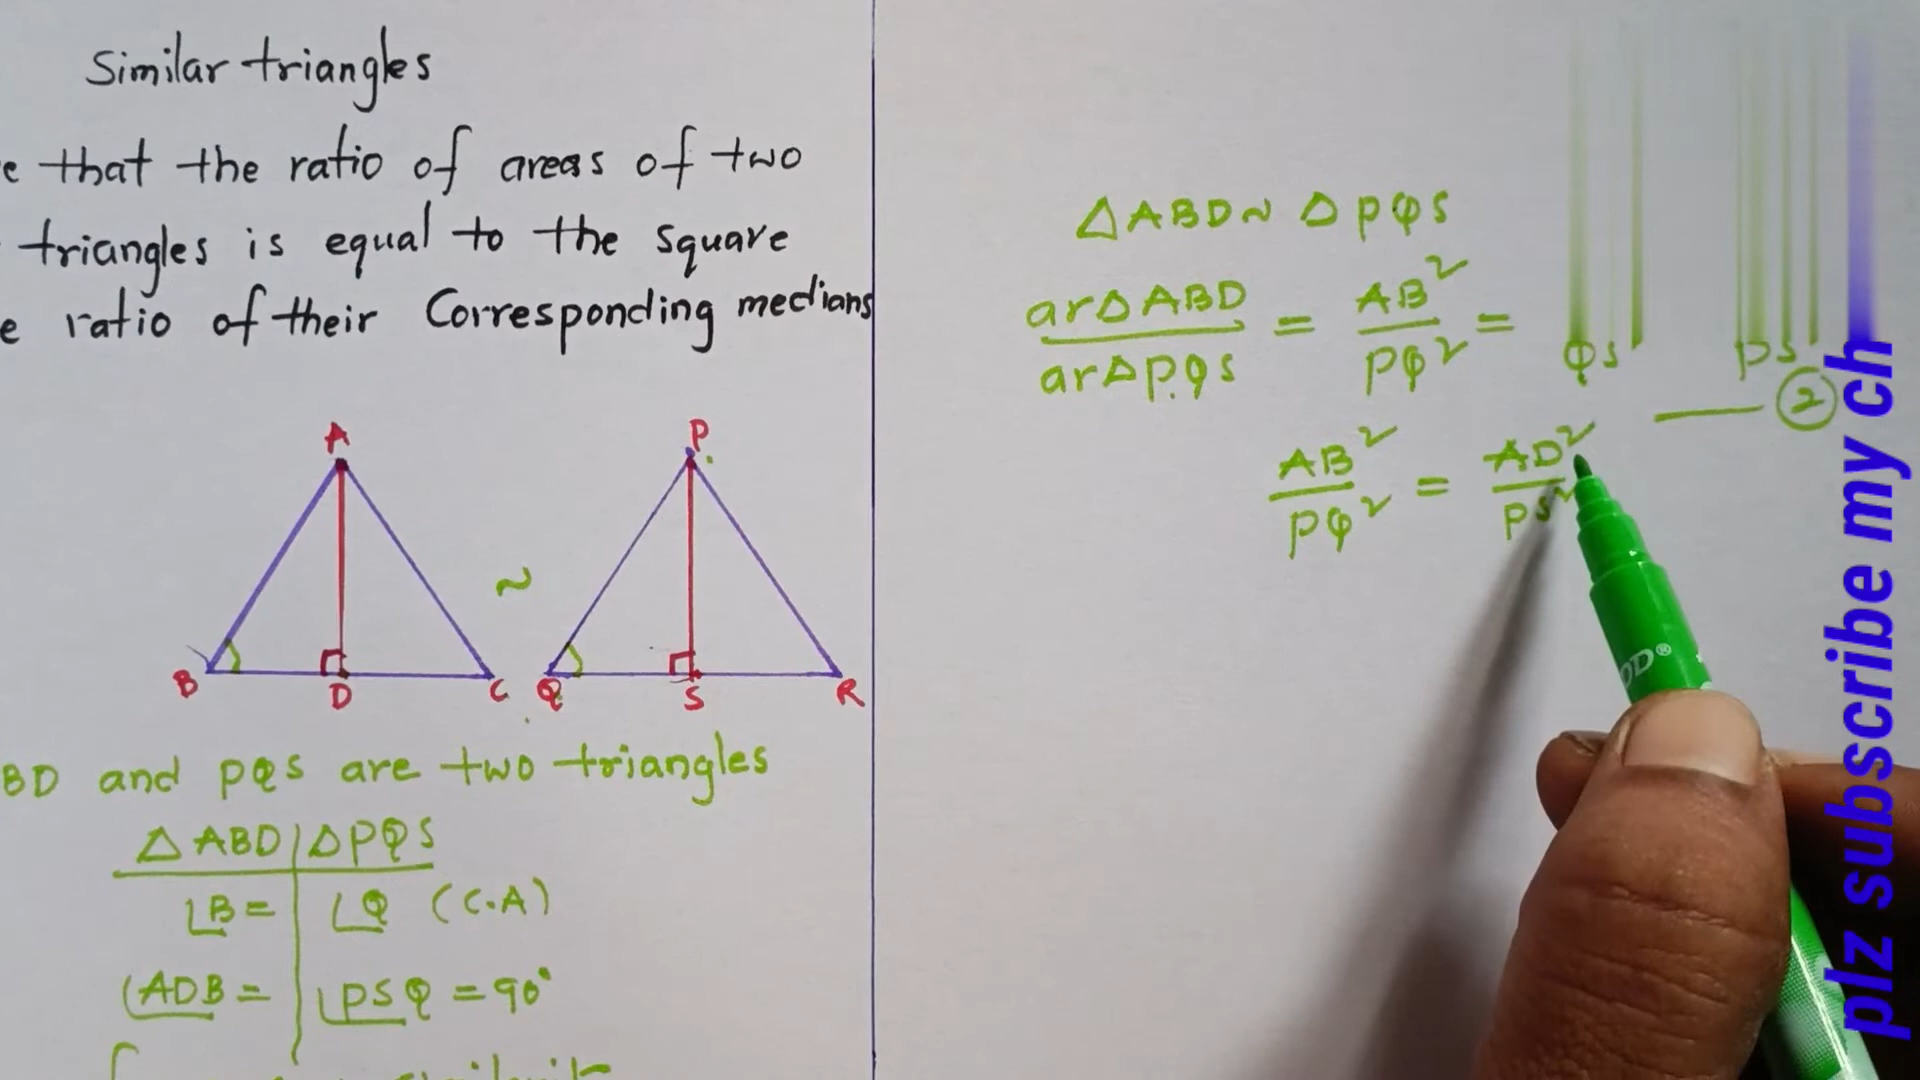 Similar triangles
e that the ratio of areas of two
triangles is equal to the square
e ratio of their Corresponding medians
A
P
~
B
D
C
Q
S
R
BD and PQS are two triangles
△ ABD | △ PQS
∠B = ∠Q (C.A)
∠ADB = ∠PSQ = 90°
△ ABD ~ △ PQS
ar△ABD / ar△PQS = AB² / PQ² = QS PS
② 
AB² / PQ² = AD² / PS²
plz subscribe my ch